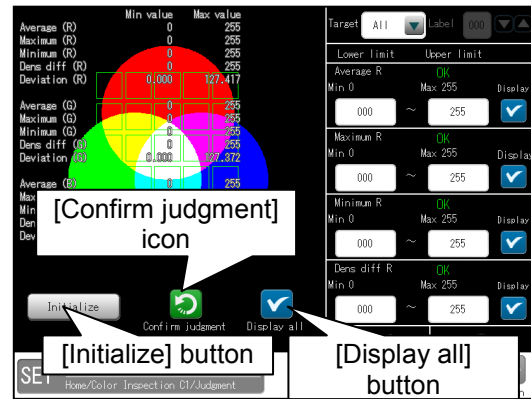 Min value Max value
Average (R) 0 255
Maximum (R) 0 255
Minimum (R) 0 255
Dens diff (R) 0 255
Deviation (R) 0.000 127.417
Average (G) 0 255
Maximum (G) 0 255
Minimum (G) 0 255
Dens diff (G) 0 255
Deviation (G) 0.000 127.372
Average (B) 0 255
Max
Min
Den
Dev
[Confirm judgment]
icon
Initialize
Confirm judgment
Display all
[Initialize] button
[Display all]
button
SET
Home/Color Inspection C1/Judgment
Target All Label 000
Lower limit Upper limit
Average R OK
Min 0 Max 255 Display
000 ~ 255
Maximum R OK
Min 0 Max 255 Display
000 ~ 255
Minimum R OK
Min 0 Max 255 Display
000 ~ 255
Dens diff R OK
Min 0 Max 255 Display
000 ~ 255